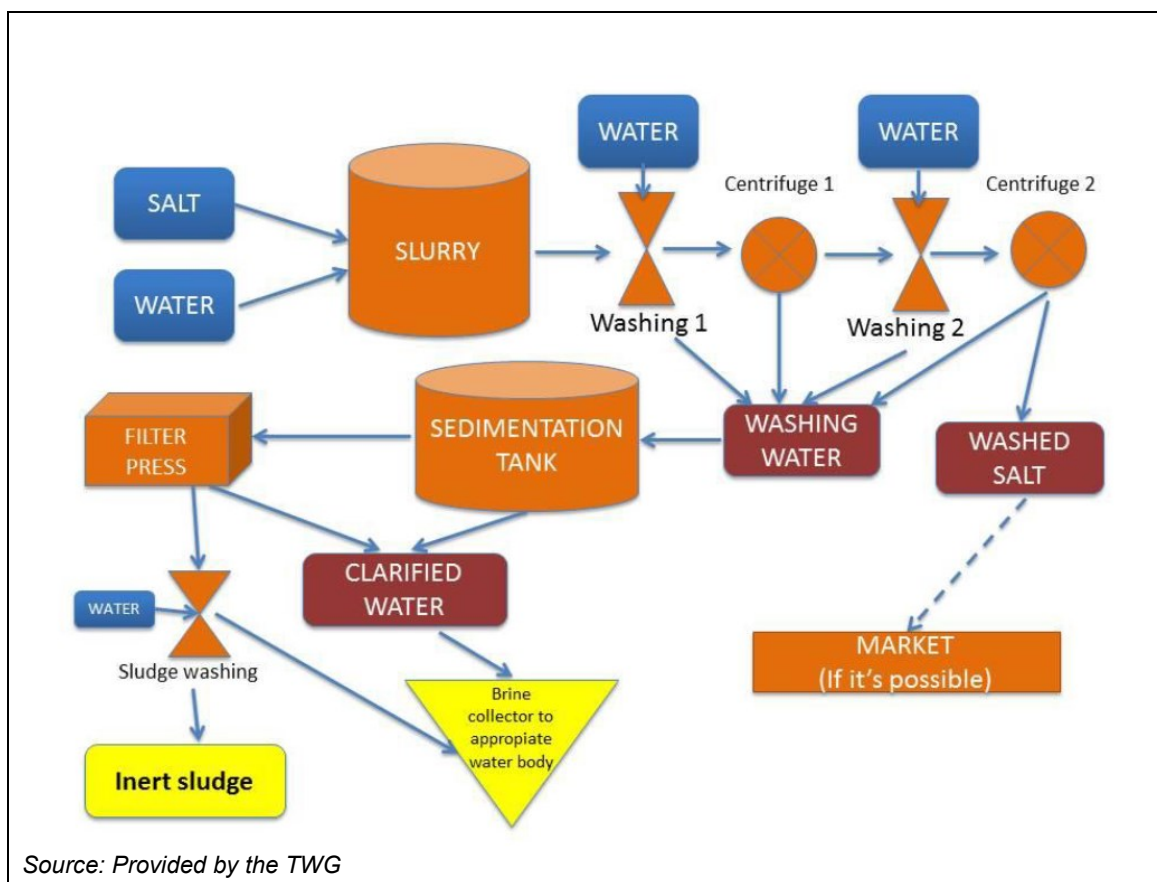 WATER
WATER
Centrifuge 1
Centrifuge 2
SALT
SLURRY
WATER
Washing 1
Washing 2
FILTER
PRESS
SEDIMENTATION
TANK
WASHING
WATER
WASHED
SALT
CLARIFIED
WATER
WATER
Sludge washing
MARKET
(If it's possible)
Brine
collector to
appropiate
water body
Inert sludge
Source: Provided by the TWG